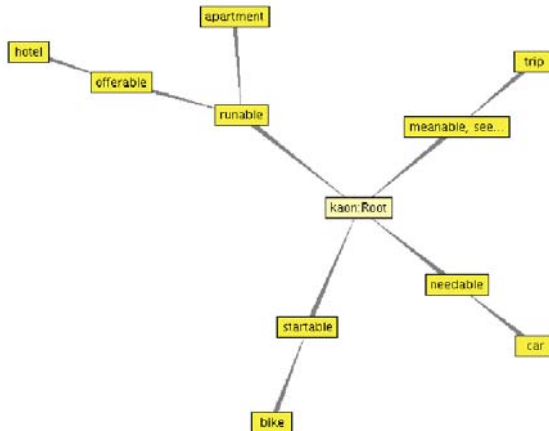 apartment
hotel
offerable
trip
runable
meanable, see...
kaon:Root
needable
startable
car
bike